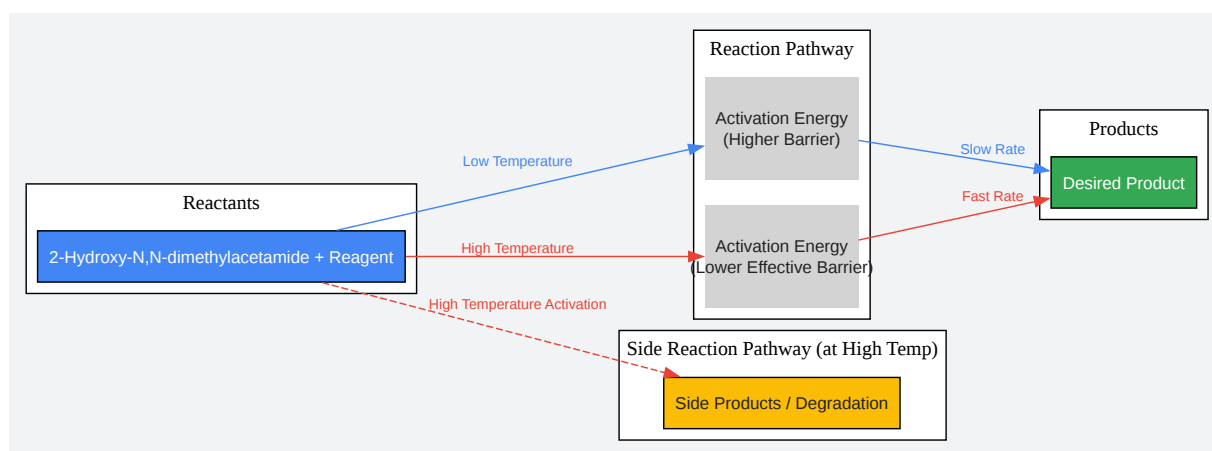 Reaction Pathway
Activation Energy
(Higher Barrier)
Products
Slow Rate
Low Temperature
Desired Product
Reactants
Fast Rate
2-Hydroxy-N,N-dimethylacetamide + Reagent
High Temperature
Activation Energy
(Lower Effective Barrier)
High Temperature Activation
Side Reaction Pathway (at High Temp)
Side Products / Degradation